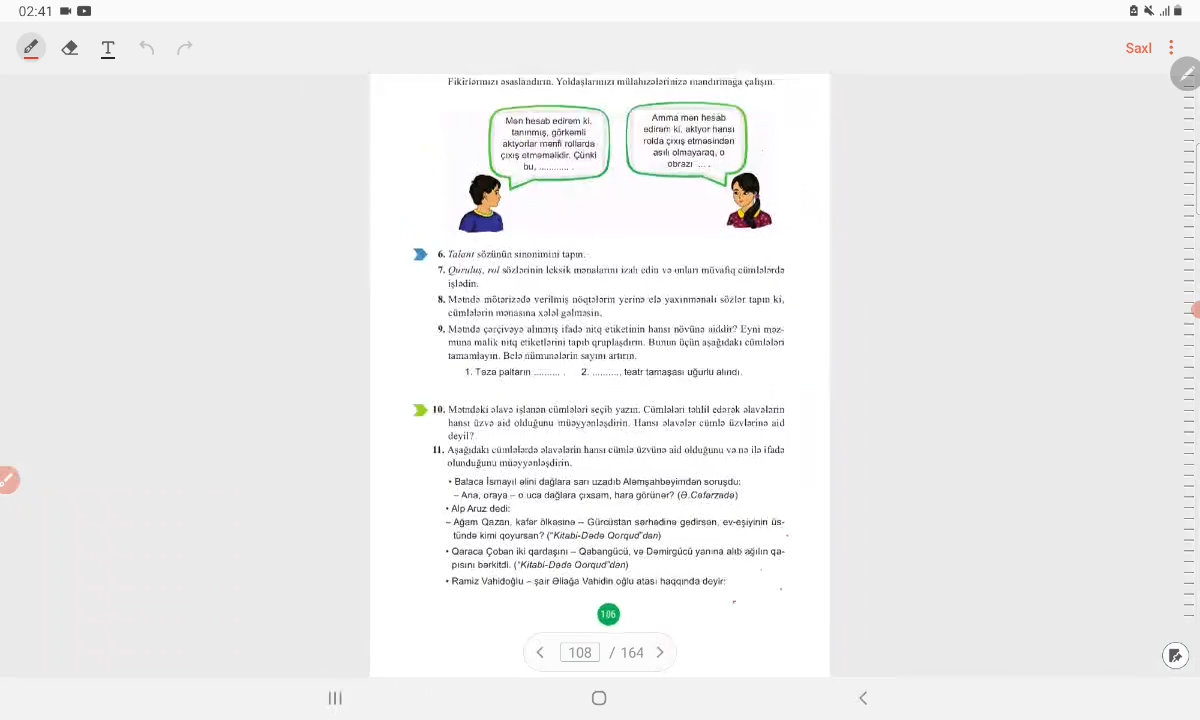 02:41
Saxl
Fikirlərinizi əsaslandırın. Yoldaşlarınızı mülahizələrinizə inandırmağa çalışın.
Mən hesab edirəm ki,
tanınmış, görkəmli
aktyorlar mənfi rollarda
çıxış etməməlidir. Çünki
bu, ............ .
Amma mən hesab
edirəm ki, aktyor hansı
rolda çıxış etməsindən
asılı olmayaraq, o
obrazı .... .
6. Talant sözünün sinonimini tapın.
7. Quruluş, rol sözlərinin leksik mənalarını izah edin və onları müvafiq cümlələrdə
işlədin.
8. Mətndə mötərizədə verilmiş nöqtələrin yerinə elə yaxınmənalı sözlər tapın ki,
cümlələrin mənasına xələl gəlməsin.
9. Mətndə çərçivəyə alınmış ifadə nitq etiketinin hansı növünə aiddir? Eyni məz-
muna malik nitq etiketlərini tapıb qruplaşdırın. Bunun üçün aşağıdakı cümlələri
tamamlayın. Belə nümunələrin sayını artırın.
1. Təzə paltarın .......... . 2. .........., teatr tamaşası uğurlu alındı.
10. Mətndəki əlavə işlənən cümlələri seçib yazın. Cümlələri təhlil edərək əlavələrin
hansı üzvə aid olduğunu müəyyənləşdirin. Hansı əlavələr cümlə üzvlərinə aid
deyil?
11. Aşağıdakı cümlələrdə əlavələrin hansı cümlə üzvünə aid olduğunu və nə ilə ifadə
olunduğunu müəyyənləşdirin.
• Balaca İsmayıl əlini dağlara sarı uzadıb Aləmşahbəyimdən soruşdu:
– Ana, oraya – o uca dağlara çıxsam, hara görünər? (Ə.Cəfərzadə)
• Alp Aruz dedi:
– Ağam Qazan, kafər ölkəsinə – Gürcüstan sərhədinə gedirsən, ev-eşiyinin üs-
tündə kimi qoyursan? (“Kitabi-Dədə Qorqud”dan)
• Qaraca Çoban iki qardaşını – Qabangücü, və Dəmirgücü yanına alıb ağılın qa-
pısını bərkitdi. (“Kitabi-Dədə Qorqud”dan)
• Ramiz Vahidoğlu – şair Əliağa Vahidin oğlu atası haqqında deyir:
106
108 / 164